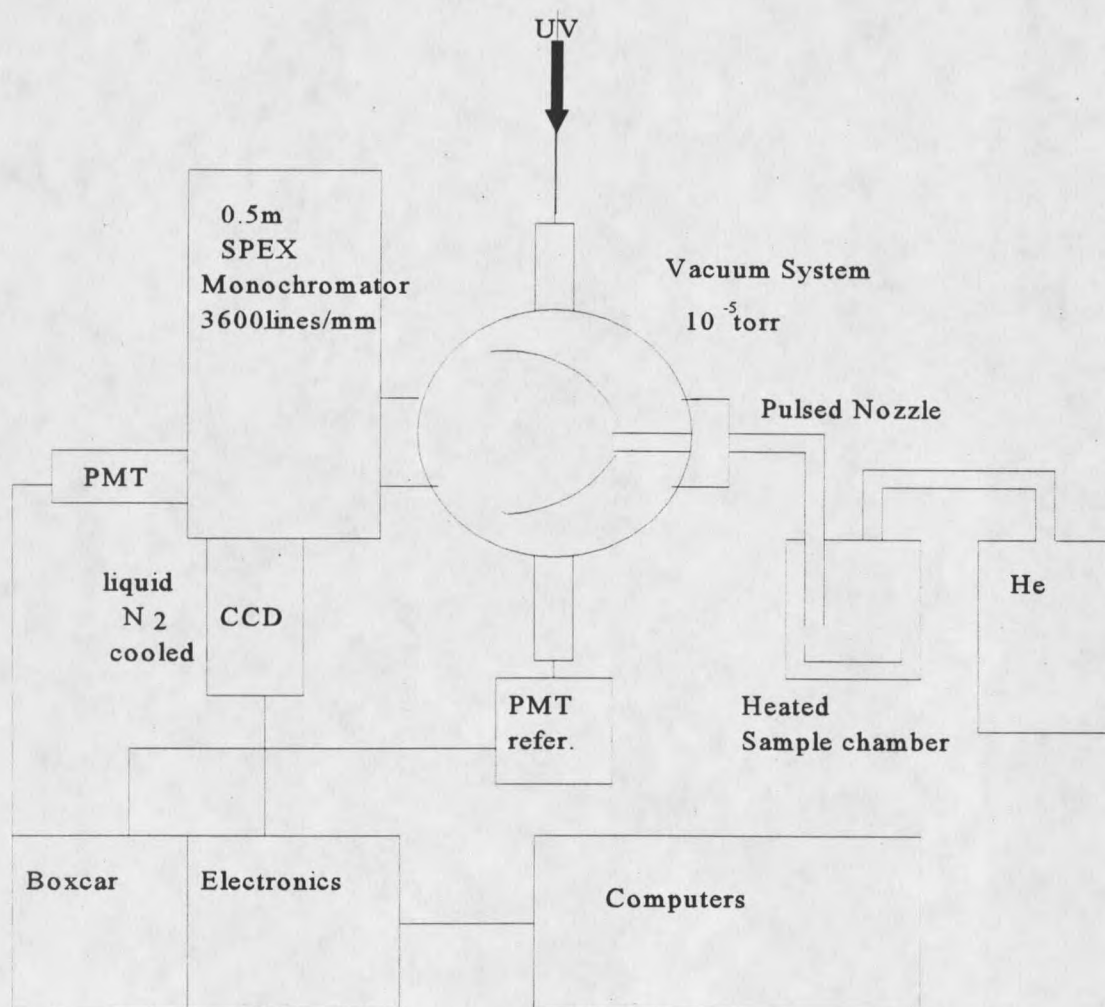 UV
0.5m
SPEX
Monochromator
3600lines/mm
Vacuum System
10 -5 torr
Pulsed Nozzle
PMT
liquid
N 2
cooled
CCD
He
PMT
refer.
Heated
Sample chamber
Boxcar
Electronics
Computers